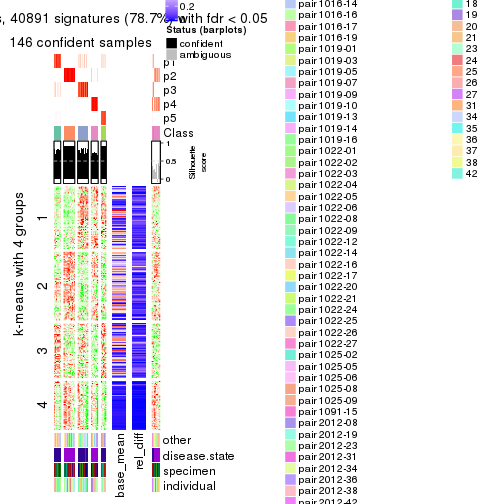 s, 40891 signatures (78.7%) with fdr < 0.05
146 confident samples
0.2
Status (barplots)
confident
ambiguous
p1
p2
p3
p4
p5
Class
1
0.5
0
Silhouette
score
k-means with 4 groups
1
2
3
4
base_mean
rel_diff
other
disease.state
specimen
individual
pair1016-14
pair1016-16
pair1016-17
pair1019-01
pair1019-03
pair1019-05
pair1019-07
pair1019-09
pair1019-10
pair1019-13
pair1019-14
pair1019-16
pair1022-01
pair1022-02
pair1022-03
pair1022-04
pair1022-05
pair1022-06
pair1022-08
pair1022-09
pair1022-12
pair1022-14
pair1022-16
pair1022-17
pair1022-20
pair1022-21
pair1022-24
pair1022-25
pair1022-26
pair1022-27
pair1025-02
pair1025-05
pair1025-06
pair1025-08
pair1025-09
pair1091-15
pair2012-08
pair2012-19
pair2012-23
pair2012-31
pair2012-34
pair2012-36
pair2012-38
pair2012-42
18
19
20
21
23
24
25
26
27
31
34
35
36
37
38
42